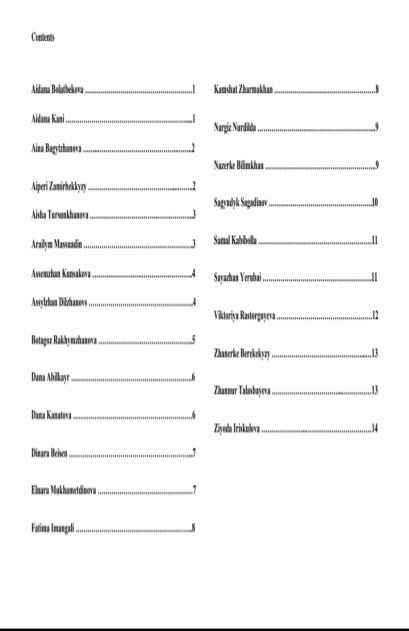 Contents
Aidana Bolatbekova ........................................................1
Aidana Kani ..................................................................1
Aina Bagytzhanova .........................................................2
Aiperi Zamirbekkyzy .......................................................2
Aisha Tursunkhanova ......................................................3
Arailym Massuadin .........................................................3
Assemzhan Kunsakova .....................................................4
Assylzhan Dilzhanovs ......................................................4
Botagoz Rakhymzhanova ..................................................5
Dana Abilkayr ................................................................6
Dana Kanatova ...............................................................6
Dinara Beisen .................................................................7
Elnara Mukhametdinova ..................................................7
Fatima Imangali .............................................................8
Kamshat Zharmakhan .....................................................8
Nargiz Nurdilda ..............................................................9
Nazerke Bilimkhan ..........................................................9
Sagyndyk Sagadinov ......................................................10
Samal Kabibolla ............................................................11
Sayazhan Yerubai ..........................................................11
Viktoriya Rastorguyeva ..................................................12
Zhanerke Berekekyzy .....................................................13
Zhannur Talasbayeva .....................................................13
Ziyoda Iriskulova ..........................................................14